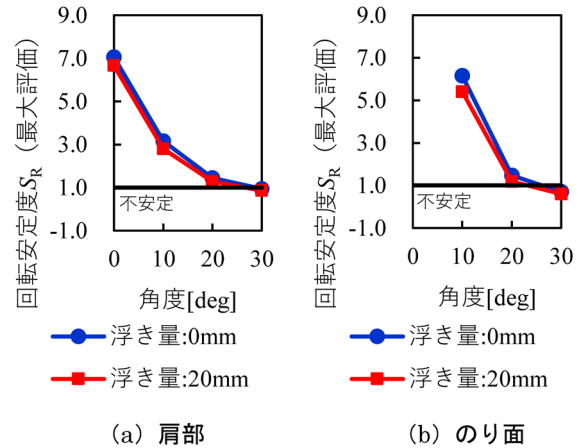 回転安定度SR（最大評価）
9.0
7.0
5.0
3.0
1.0
-1.0
不安定
0 10 20 30
角度[deg]
浮き量:0mm
浮き量:20mm
(a) 肩部
回転安定度SR（最大評価）
9.0
7.0
5.0
3.0
1.0
-1.0
不安定
0 10 20 30
角度[deg]
浮き量:0mm
浮き量:20mm
(b) のり面